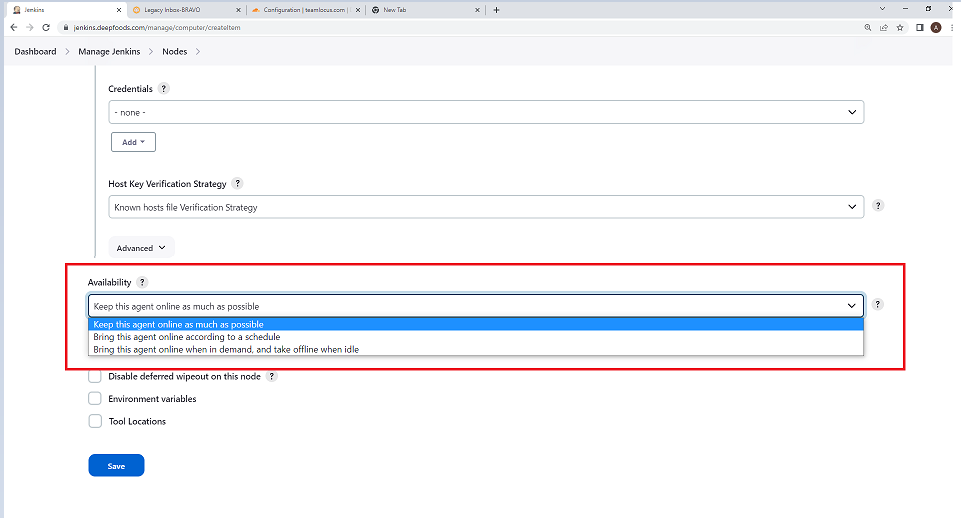 Jenkins
Legacy Inbox-BRAVO
Configuration | teamlocus.com |
New Tab
jenkins.deepfoods.com/manage/computer/createItem
A
Dashboard
Manage Jenkins
Nodes
Credentials ?
- none -
Add
Host Key Verification Strategy ?
Known hosts file Verification Strategy
?
Advanced
Availability ?
Keep this agent online as much as possible
?
Keep this agent online as much as possible
Bring this agent online according to a schedule
Bring this agent online when in demand, and take offline when idle
Disable deferred wipeout on this node ?
Environment variables
Tool Locations
Save